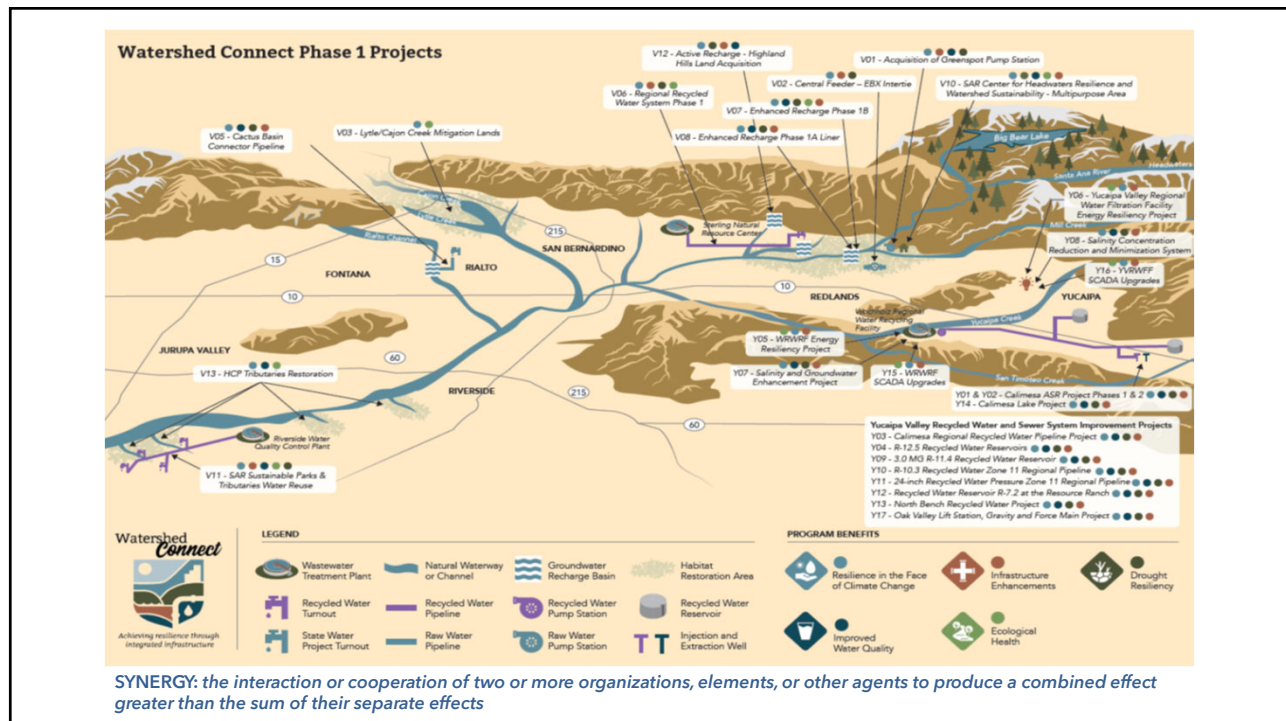 Watershed Connect Phase 1 Projects
V12 - Active Recharge - Highland
Hills Land Acquisition
V01 - Acquisition of Greenspot Pump Station
V06 - Regional Recycled
Water System Phase 1
V02 - Central Feeder – EBX Intertie
V10 - SAR Center for Headwaters Resilience and
Watershed Sustainability - Multipurpose Area
V07 - Enhanced Recharge Phase 1B
V05 - Cactus Basin
Connector Pipeline
V03 - Lytle/Cajon Creek Mitigation Lands
V08 - Enhanced Recharge Phase 1A Liner
Big Bear Lake
Headwaters
Santa Ana River
Cajon Creek
Lytle Creek
Y06 - Yucaipa Valley Regional
Water Filtration Facility
Energy Resiliency Project
Rialto Channel
215
Sterling Natural
Resource Center
Mill Creek
SAN BERNARDINO
Y08 - Salinity Concentration
Reduction and Minimization System
15
FONTANA
RIALTO
Y16 - YVRWFF
SCADA Upgrades
10
10
REDLANDS
YUCAIPA
Wochholz Regional
Water Recycling
Facility
Yucaipa Creek
JURUPA VALLEY
60
Y05 - WRWRF Energy
Resiliency Project
V13 - HCP Tributaries Restoration
Y07 - Salinity and Groundwater
Enhancement Project
Y15 - WRWRF
SCADA Upgrades
San Timoteo Creek
RIVERSIDE
215
60
Y01 & Y02 - Calimesa ASR Project Phases 1 & 2
Y14 - Calimesa Lake Project
Riverside Water
Quality Control Plant
V11 - SAR Sustainable Parks &
Tributaries Water Reuse
Yucaipa Valley Recycled Water and Sewer System Improvement Projects
Y03 - Calimesa Regional Recycled Water Pipeline Project
Y04 - R-12.5 Recycled Water Reservoirs
Y09 - 3.0 MG R-11.4 Recycled Water Reservoir
Y10 - R-10.3 Recycled Water Zone 11 Regional Pipeline
Y11 - 24-inch Recycled Water Pressure Zone 11 Regional Pipeline
Y12 - Recycled Water Reservoir R-7.2 at the Resource Ranch
Y13 - North Bench Recycled Water Project
Y17 - Oak Valley Lift Station, Gravity and Force Main Project
Watershed
Connect
Achieving resilience through
integrated infrastructure
LEGEND
Wastewater
Treatment Plant
Natural Waterway
or Channel
Groundwater
Recharge Basin
Habitat
Restoration Area
Recycled Water
Turnout
Recycled Water
Pipeline
Recycled Water
Pump Station
Recycled Water
Reservoir
State Water
Project Turnout
Raw Water
Pipeline
Raw Water
Pump Station
Injection and
Extraction Well
PROGRAM BENEFITS
Resilience in the Face
of Climate Change
Infrastructure
Enhancements
Drought
Resiliency
Improved
Water Quality
Ecological
Health
SYNERGY: the interaction or cooperation of two or more organizations, elements, or other agents to produce a combined effect
greater than the sum of their separate effects